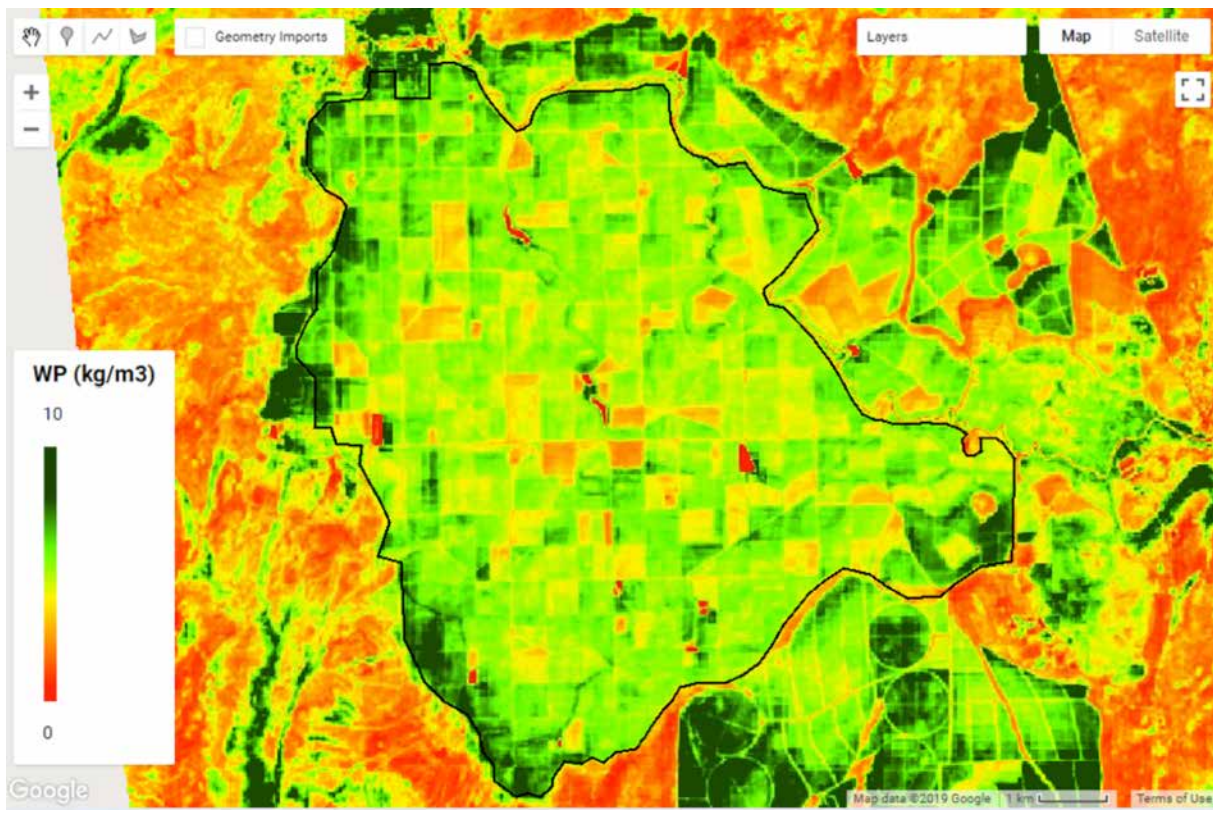 Geometry Imports
Layers
Map
Satellite
+
−
WP (kg/m3)
10
0
Google
Map data ©2019 Google
1 km
Terms of Use